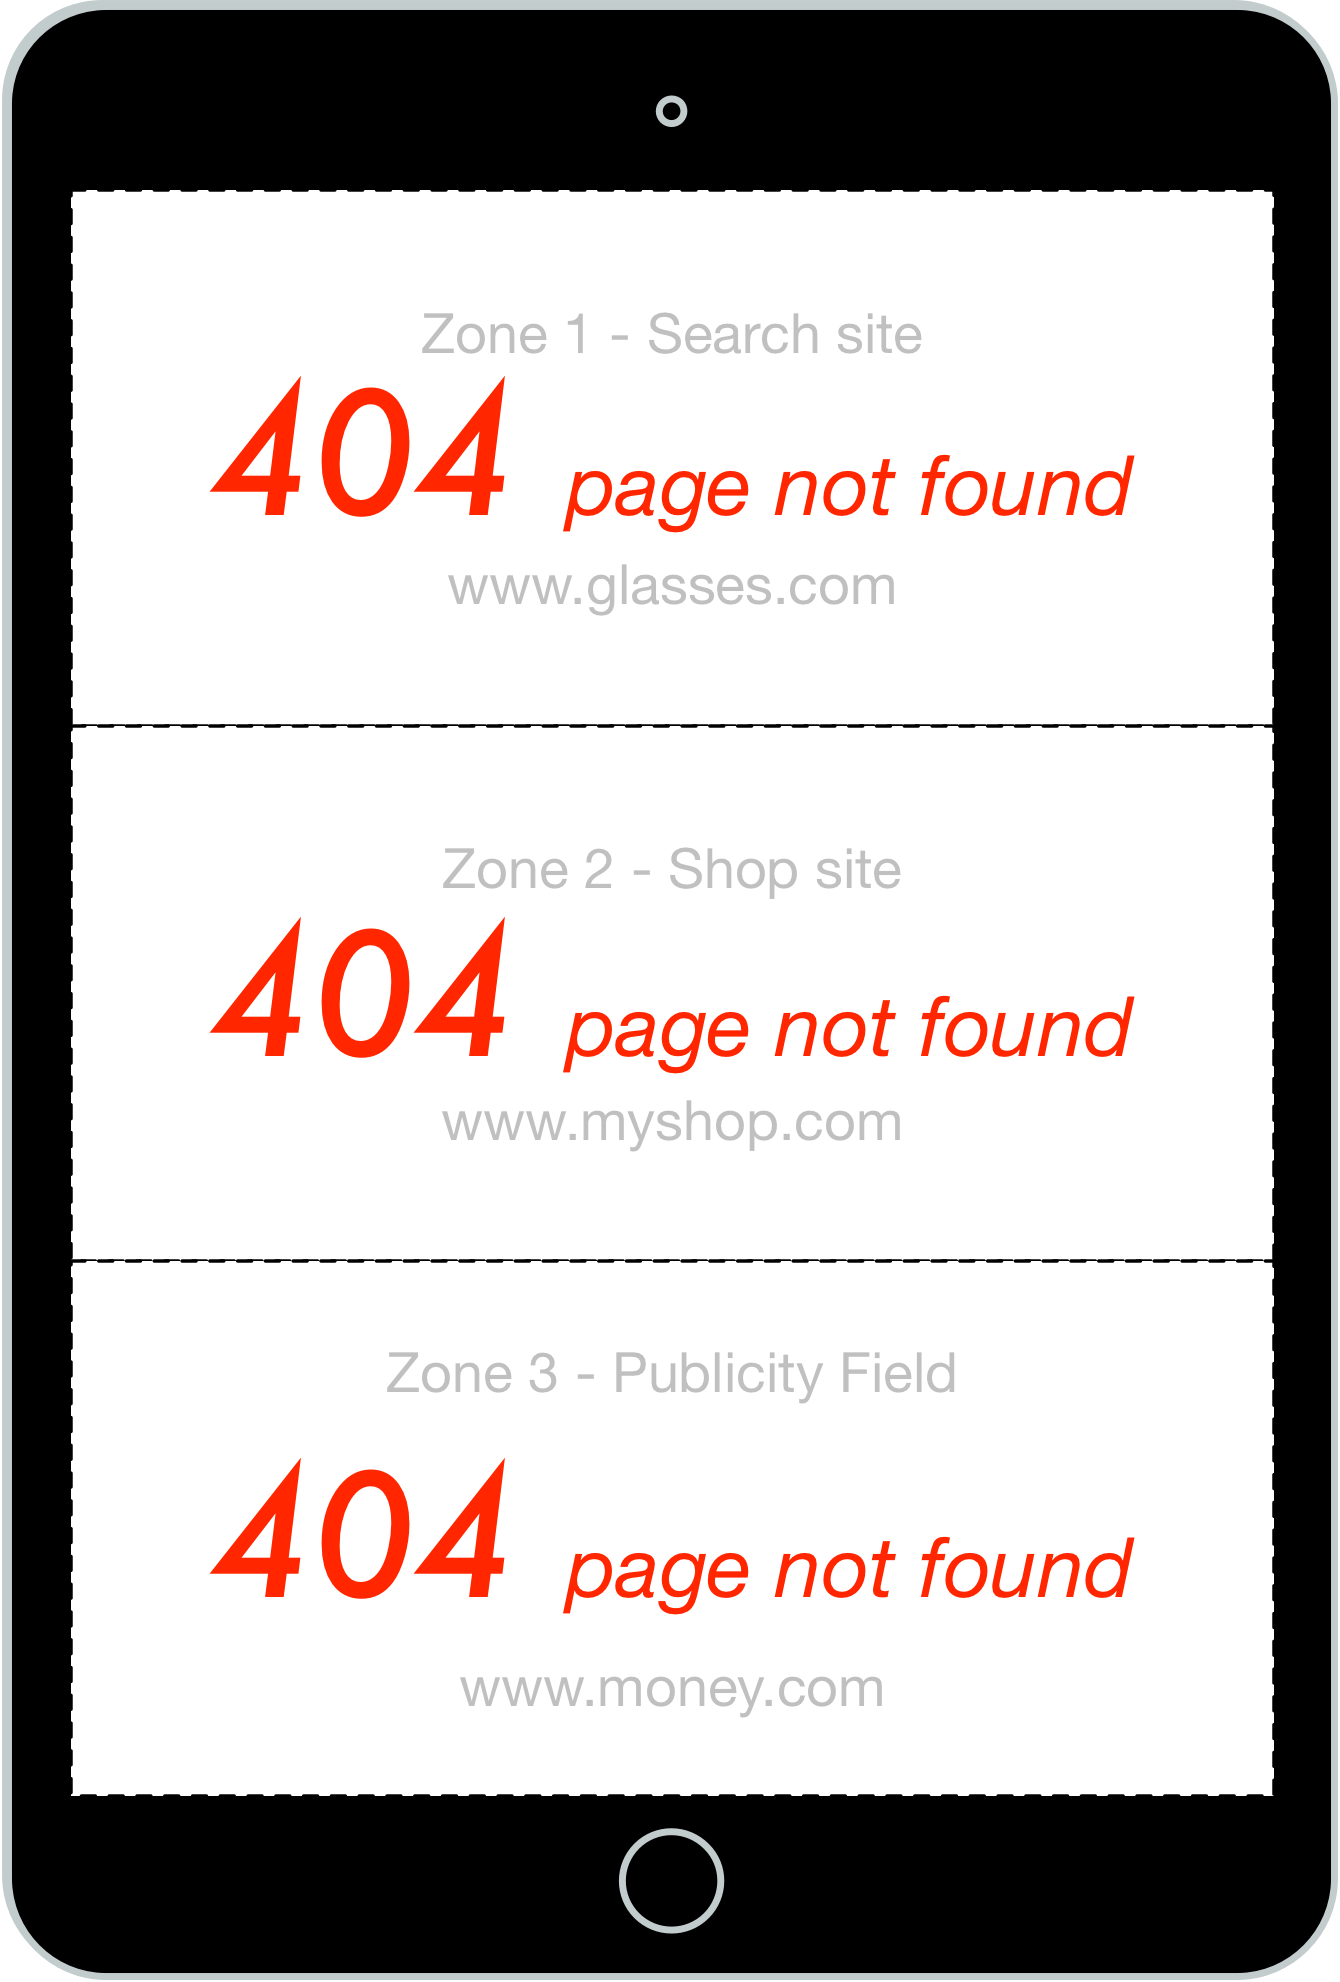 Zone 1 - Search site
404 page not found
www.glasses.com
Zone 2 - Shop site
404 page not found
www.myshop.com
Zone 3 - Publicity Field
404 page not found
www.money.com